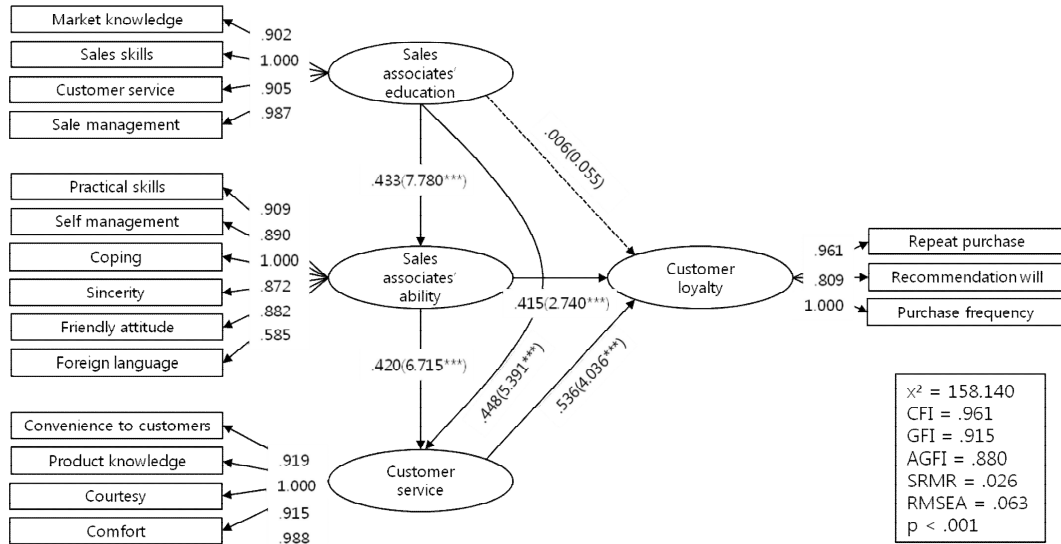 Market knowledge
Sales skills
Customer service
Sale management
.902
1.000
.905
.987
Sales
associates'
education
.006(0.055)
.433(7.780***)
Practical skills
Self management
Coping
Sincerity
Friendly attitude
Foreign language
.909
.890
1.000
.872
.882
.585
Sales
associates'
ability
.415(2.740***)
Customer
loyalty
.961
.809
1.000
Repeat purchase
Recommendation will
Purchase frequency
.420(6.715***)
.448(5.391***)
.536(4.036***)
Convenience to customers
Product knowledge
Courtesy
Comfort
.919
1.000
.915
.988
Customer
service
x² = 158.140
CFI = .961
GFI = .915
AGFI = .880
SRMR = .026
RMSEA = .063
p < .001